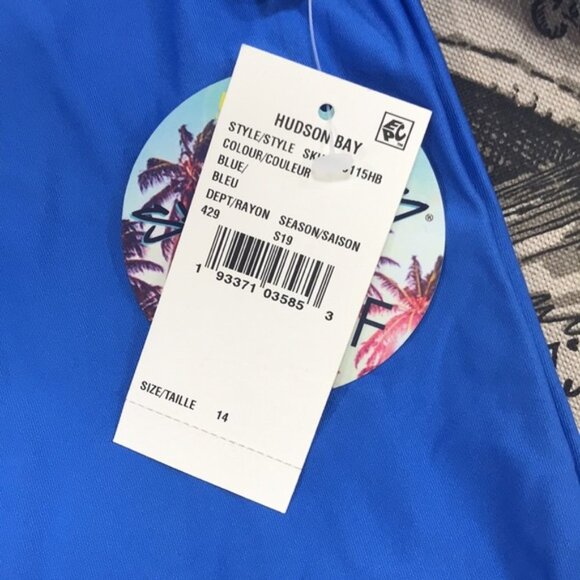 HUDSON BAY
EPC
STYLE/STYLE
COLOUR/COULEUR
BLUE/
BLEU
DEPT/RAYON SEASON/SAISON
429 S19
1 93371 03585 3
SIZE/TAILLE 14